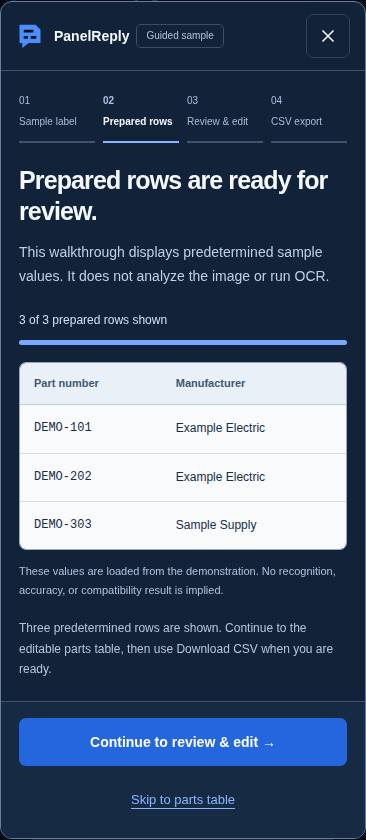 PanelReply Guided sample
01 02 03 04
Sample label Prepared rows Review & edit CSV export
Prepared rows are ready for
review.
This walkthrough displays predetermined sample
values. It does not analyze the image or run OCR.
3 of 3 prepared rows shown
Part number Manufacturer
DEMO-101 Example Electric
DEMO-202 Example Electric
DEMO-303 Sample Supply
These values are loaded from the demonstration. No recognition,
accuracy, or compatibility result is implied.
Three predetermined rows are shown. Continue to the
editable parts table, then use Download CSV when you are
ready.
Continue to review & edit →
Skip to parts table